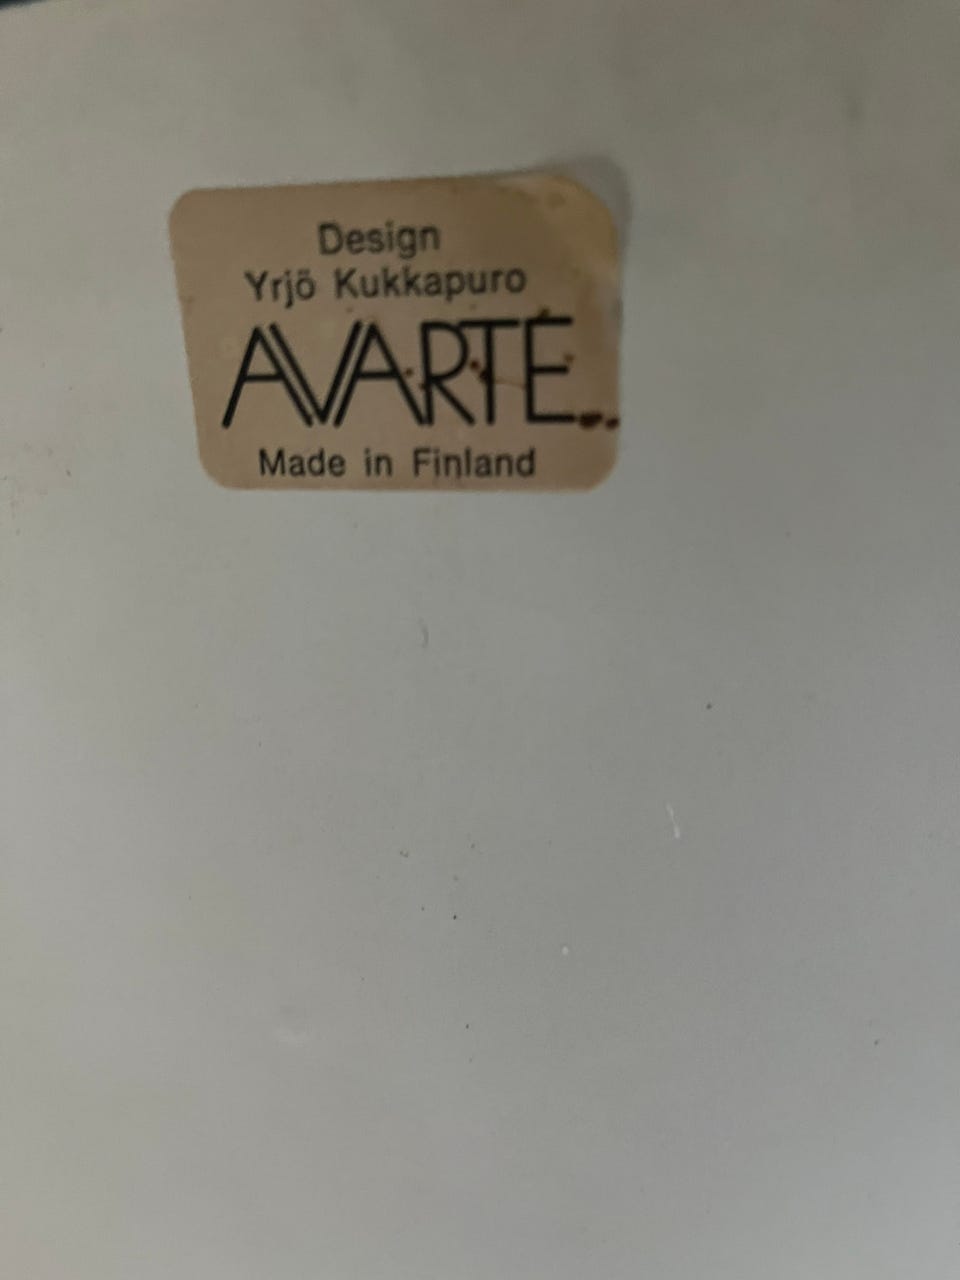 Design
Yrjö Kukkapuro
AVARTE
Made in Finland